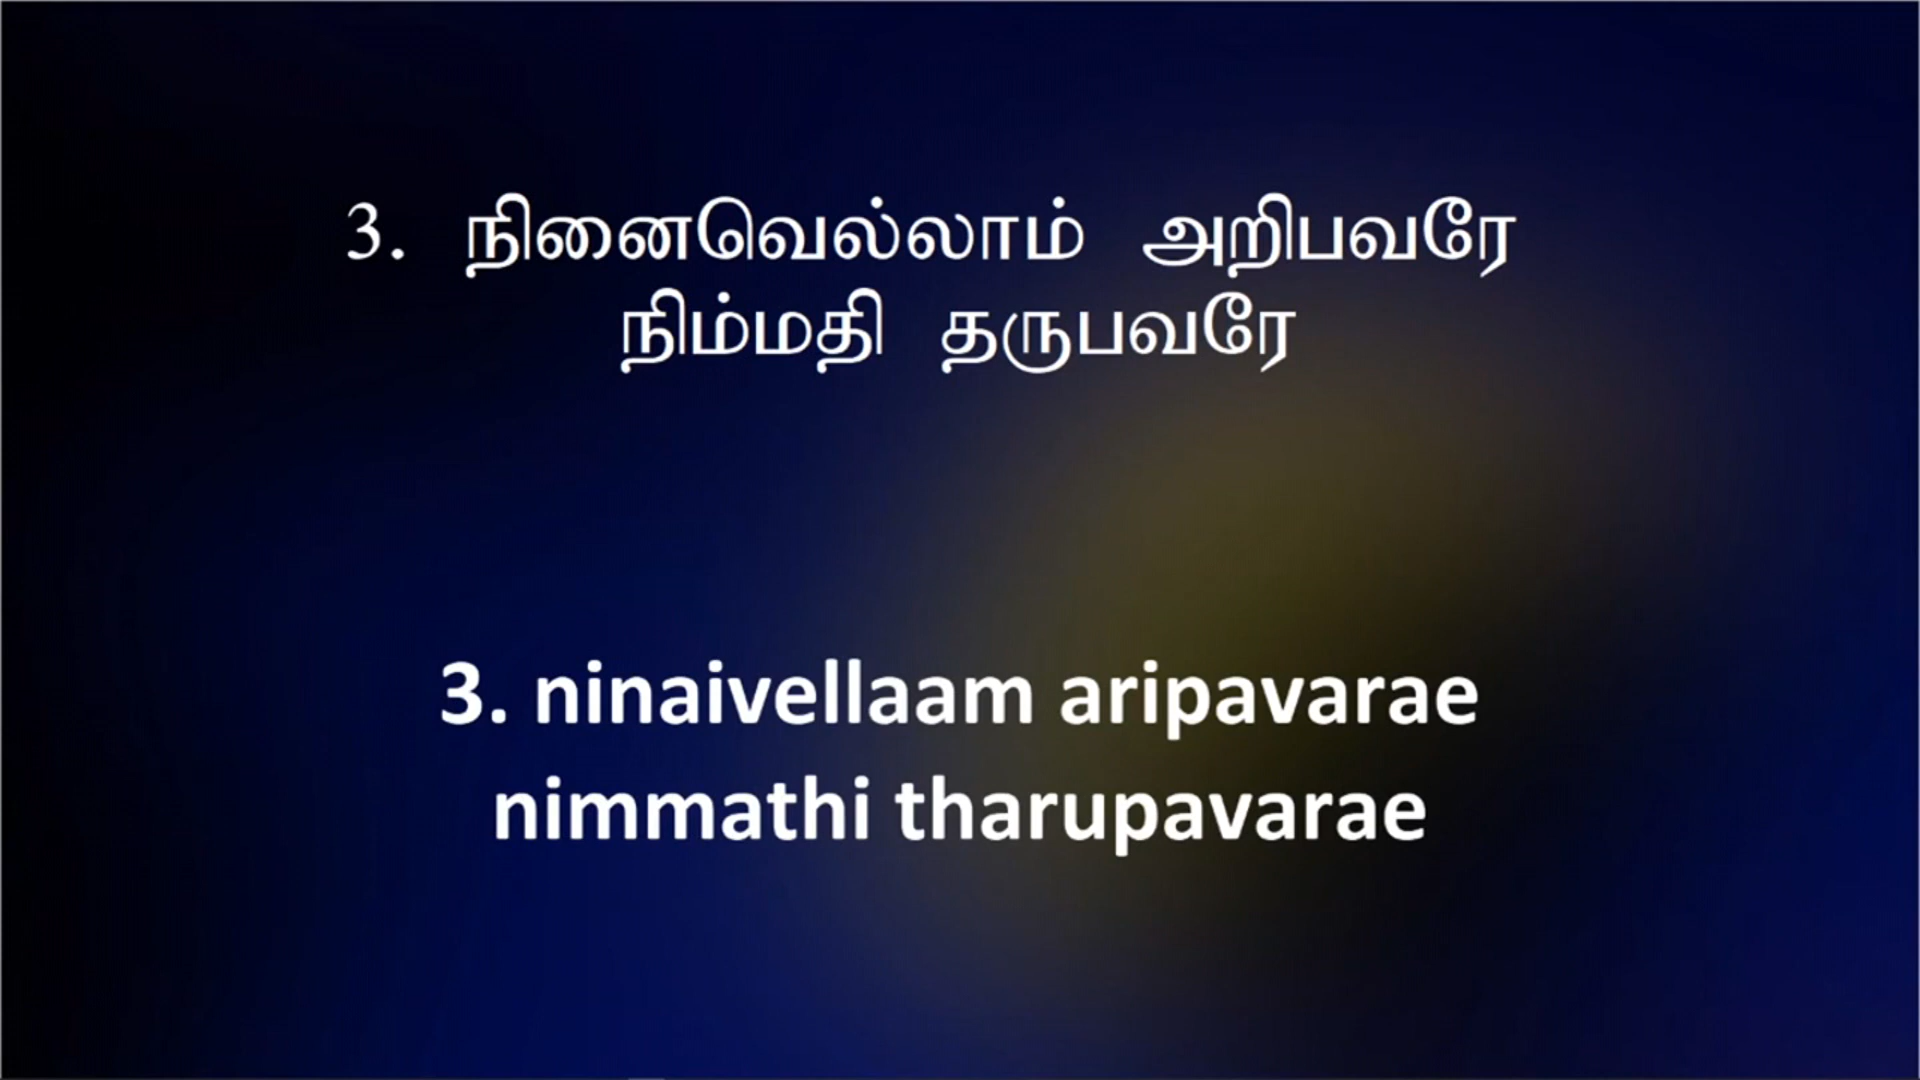 3. நினைவெல்லாம் அறிபவரே
நிம்மதி தருபவரே
3. ninaivellaam aripavarae
nimmathi tharupavarae